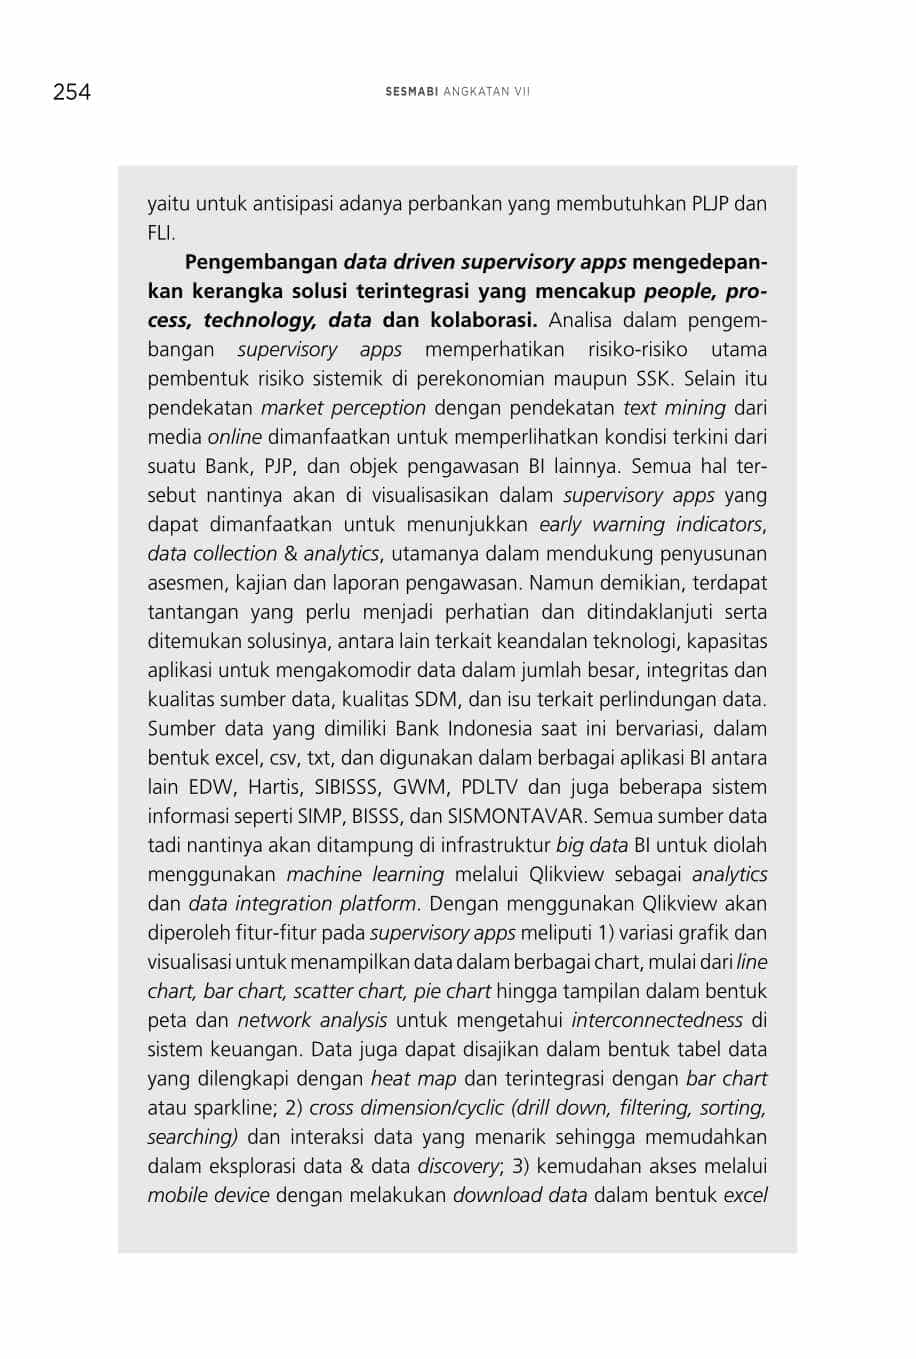 254
SESMABI ANGKATAN VII
yaitu untuk antisipasi adanya perbankan yang membutuhkan PLJP dan
FLI.
Pengembangan data driven supervisory apps mengedepan-
kan kerangka solusi terintegrasi yang mencakup people, pro-
cess, technology, data dan kolaborasi. Analisa dalam pengem-
bangan supervisory apps memperhatikan risiko-risiko utama
pembentuk risiko sistemik di perekonomian maupun SSK. Selain itu
pendekatan market perception dengan pendekatan text mining dari
media online dimanfaatkan untuk memperlihatkan kondisi terkini dari
suatu Bank, PJP, dan objek pengawasan BI lainnya. Semua hal ter-
sebut nantinya akan di visualisasikan dalam supervisory apps yang
dapat dimanfaatkan untuk menunjukkan early warning indicators,
data collection & analytics, utamanya dalam mendukung penyusunan
asesmen, kajian dan laporan pengawasan. Namun demikian, terdapat
tantangan yang perlu menjadi perhatian dan ditindaklanjuti serta
ditemukan solusinya, antara lain terkait keandalan teknologi, kapasitas
aplikasi untuk mengakomodir data dalam jumlah besar, integritas dan
kualitas sumber data, kualitas SDM, dan isu terkait perlindungan data.
Sumber data yang dimiliki Bank Indonesia saat ini bervariasi, dalam
bentuk excel, csv, txt, dan digunakan dalam berbagai aplikasi BI antara
lain EDW, Hartis, SIBISSS, GWM, PDLTV dan juga beberapa sistem
informasi seperti SIMP, BISSS, dan SISMONTAVAR. Semua sumber data
tadi nantinya akan ditampung di infrastruktur big data BI untuk diolah
menggunakan machine learning melalui Qlikview sebagai analytics
dan data integration platform. Dengan menggunakan Qlikview akan
diperoleh fitur-fitur pada supervisory apps meliputi 1) variasi grafik dan
visualisasi untuk menampilkan data dalam berbagai chart, mulai dari line
chart, bar chart, scatter chart, pie chart hingga tampilan dalam bentuk
peta dan network analysis untuk mengetahui interconnectedness di
sistem keuangan. Data juga dapat disajikan dalam bentuk tabel data
yang dilengkapi dengan heat map dan terintegrasi dengan bar chart
atau sparkline; 2) cross dimension/cyclic (drill down, filtering, sorting,
searching) dan interaksi data yang menarik sehingga memudahkan
dalam eksplorasi data & data discovery; 3) kemudahan akses melalui
mobile device dengan melakukan download data dalam bentuk excel